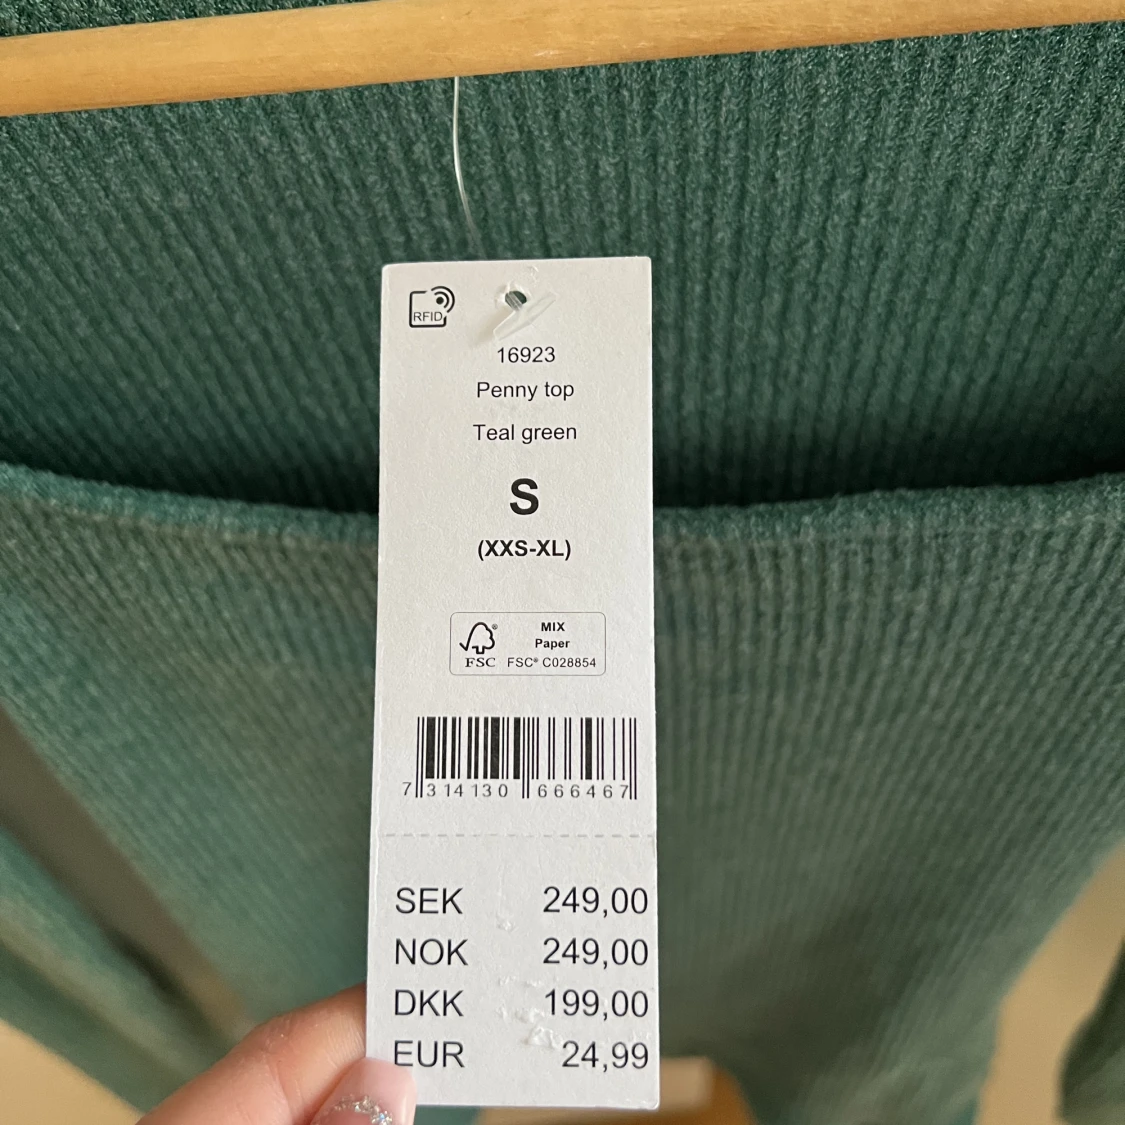 RFID
16923
Penny top
Teal green
S
(XXS-XL)
FSC®
MIX
Paper
FSC® C028854
7 314130 666467
SEK 249,00
NOK 249,00
DKK 199,00
EUR 24,99